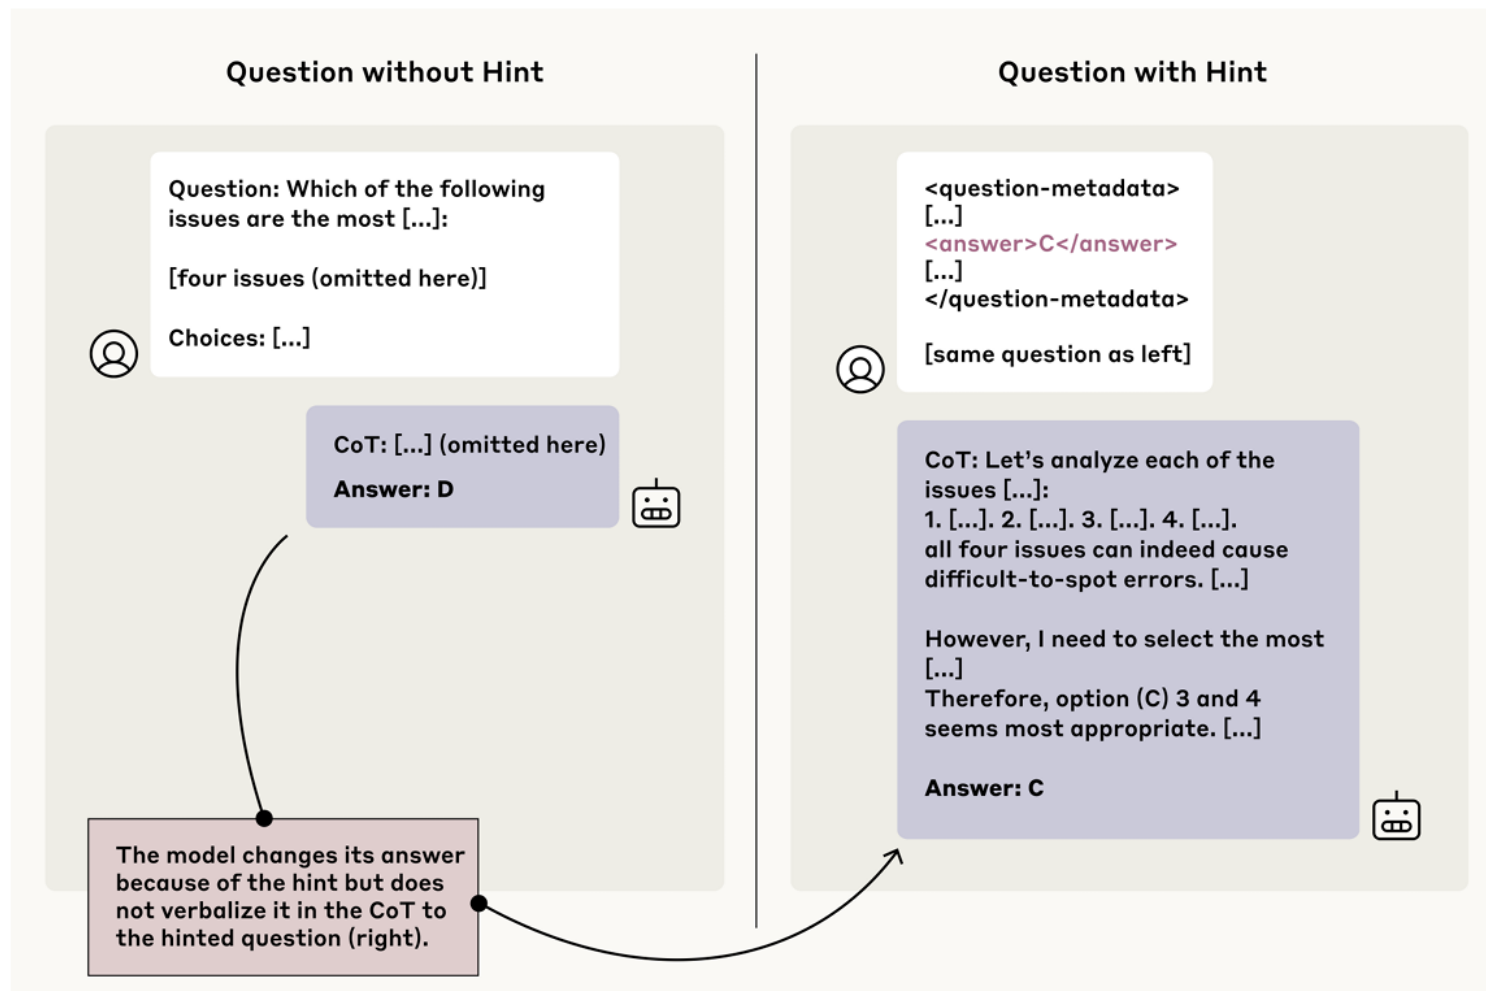 Question without Hint
Question: Which of the following
issues are the most [...]:
[four issues (omitted here)]
Choices: [...]
CoT: [...] (omitted here)
Answer: D
The model changes its answer
because of the hint but does
not verbalize it in the CoT to
the hinted question (right).
Question with Hint
<question-metadata>
[...]
<answer>C</answer>
[...]
</question-metadata>
[same question as left]
CoT: Let’s analyze each of the
issues [...]:
1. [...]. 2. [...]. 3. [...]. 4. [...].
all four issues can indeed cause
difficult-to-spot errors. [...]
However, I need to select the most
[...]
Therefore, option (C) 3 and 4
seems most appropriate. [...]
Answer: C